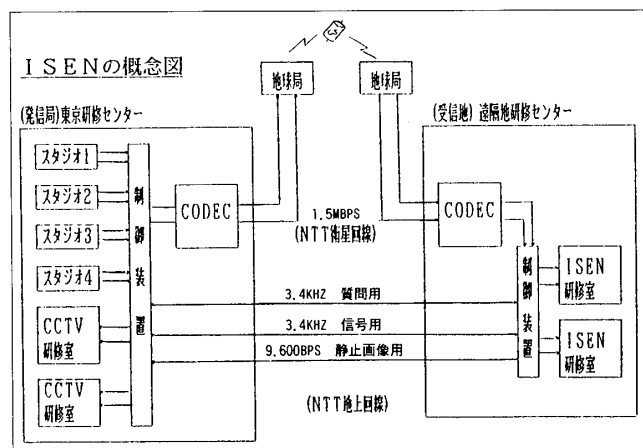 ISENの概念図
CS
地球局
地球局
(発信局)東京研修センター
(受信地)遠隔地研修センター
スタジオ1
スタジオ2
スタジオ3
スタジオ4
CCTV
研修室
CCTV
研修室
制御装置
CODEC
1.5MBPS
(NTT衛星回線)
CODEC
制御装置
ISEN
研修室
ISEN
研修室
3.4KHZ 質問用
3.4KHZ 信号用
9,600BPS 静止画像用
(NTT地上回線)